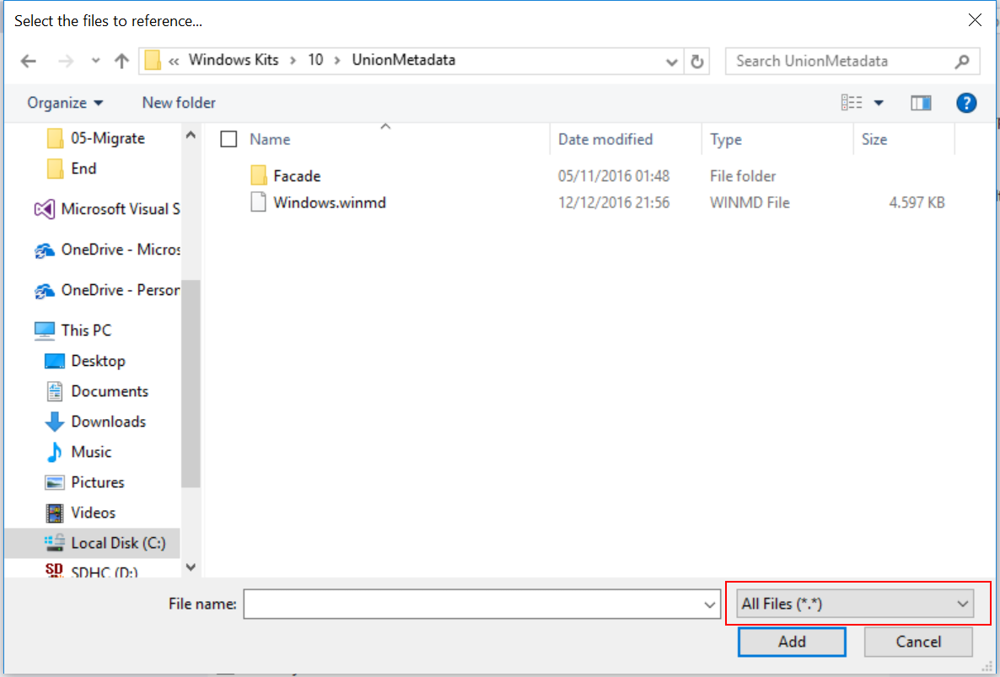 Select the files to reference...
« Windows Kits > 10 > UnionMetadata
Search UnionMetadata
Organize
New folder
?
05-Migrate
End
Microsoft Visual S
OneDrive - Micros
OneDrive - Person
This PC
Desktop
Documents
Downloads
Music
Pictures
Videos
Local Disk (C:)
SD SDHC (D:)
Name Date modified Type Size
Facade 05/11/2016 01:48 File folder
Windows.winmd 12/12/2016 21:56 WINMD File 4.597 KB
File name:
All Files (*.*)
Add Cancel